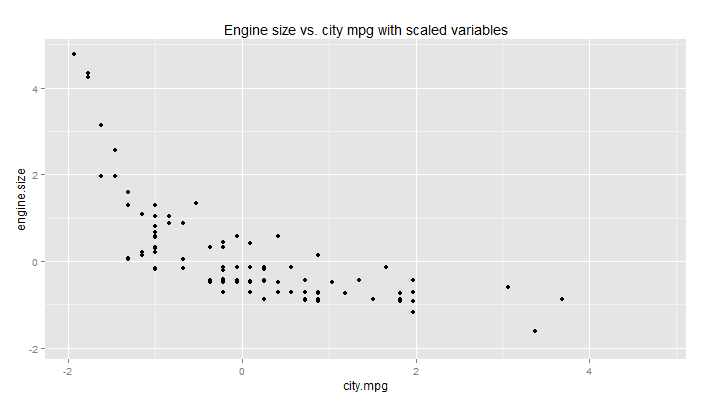 Engine size vs. city mpg with scaled variables
engine.size
4
2
0
-2
-2 0 2 4
city.mpg